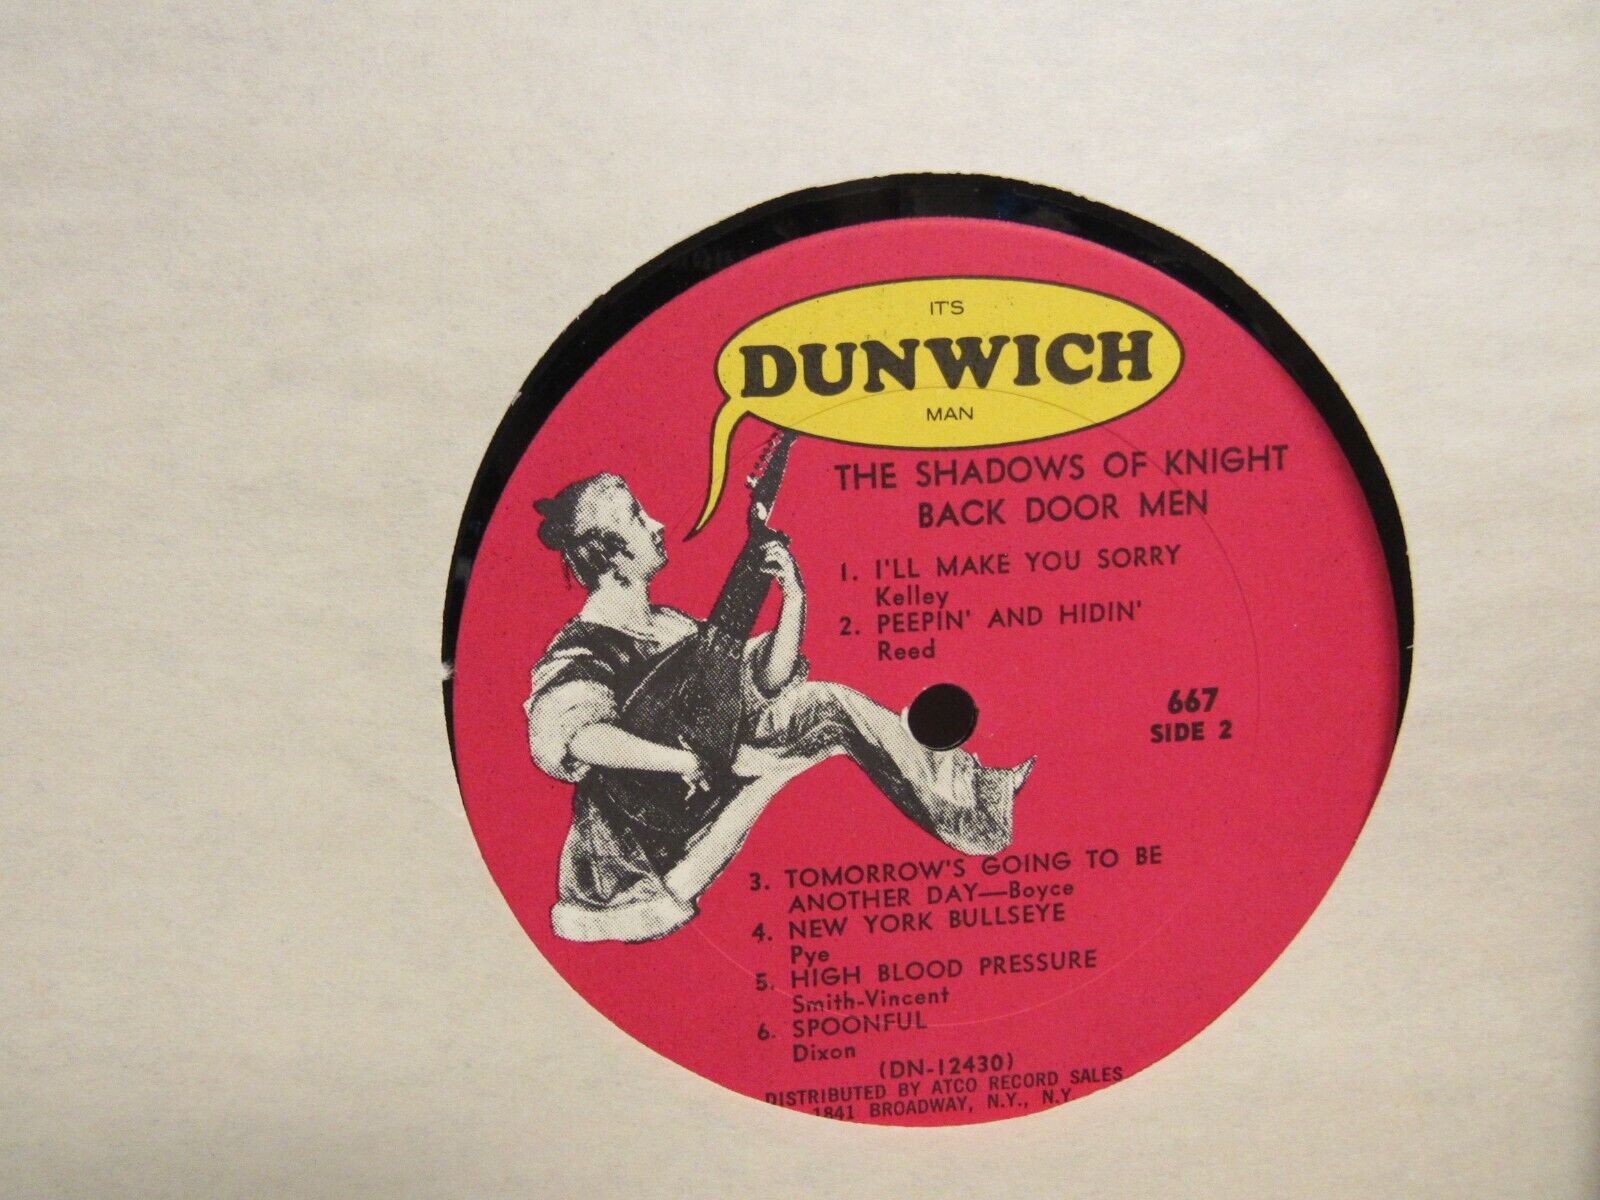 IT'S
DUNWICH
MAN
THE SHADOWS OF KNIGHT
BACK DOOR MEN
1. I'LL MAKE YOU SORRY
Kelley
2. PEEPIN' AND HIDIN'
Reed
667
SIDE 2
3. TOMORROW'S GOING TO BE
ANOTHER DAY—Boyce
4. NEW YORK BULLSEYE
Pye
5. HIGH BLOOD PRESSURE
Smith-Vincent
6. SPOONFUL
Dixon
(DN-12430)
DISTRIBUTED BY ATCO RECORD SALES
1841 BROADWAY, N.Y., N.Y